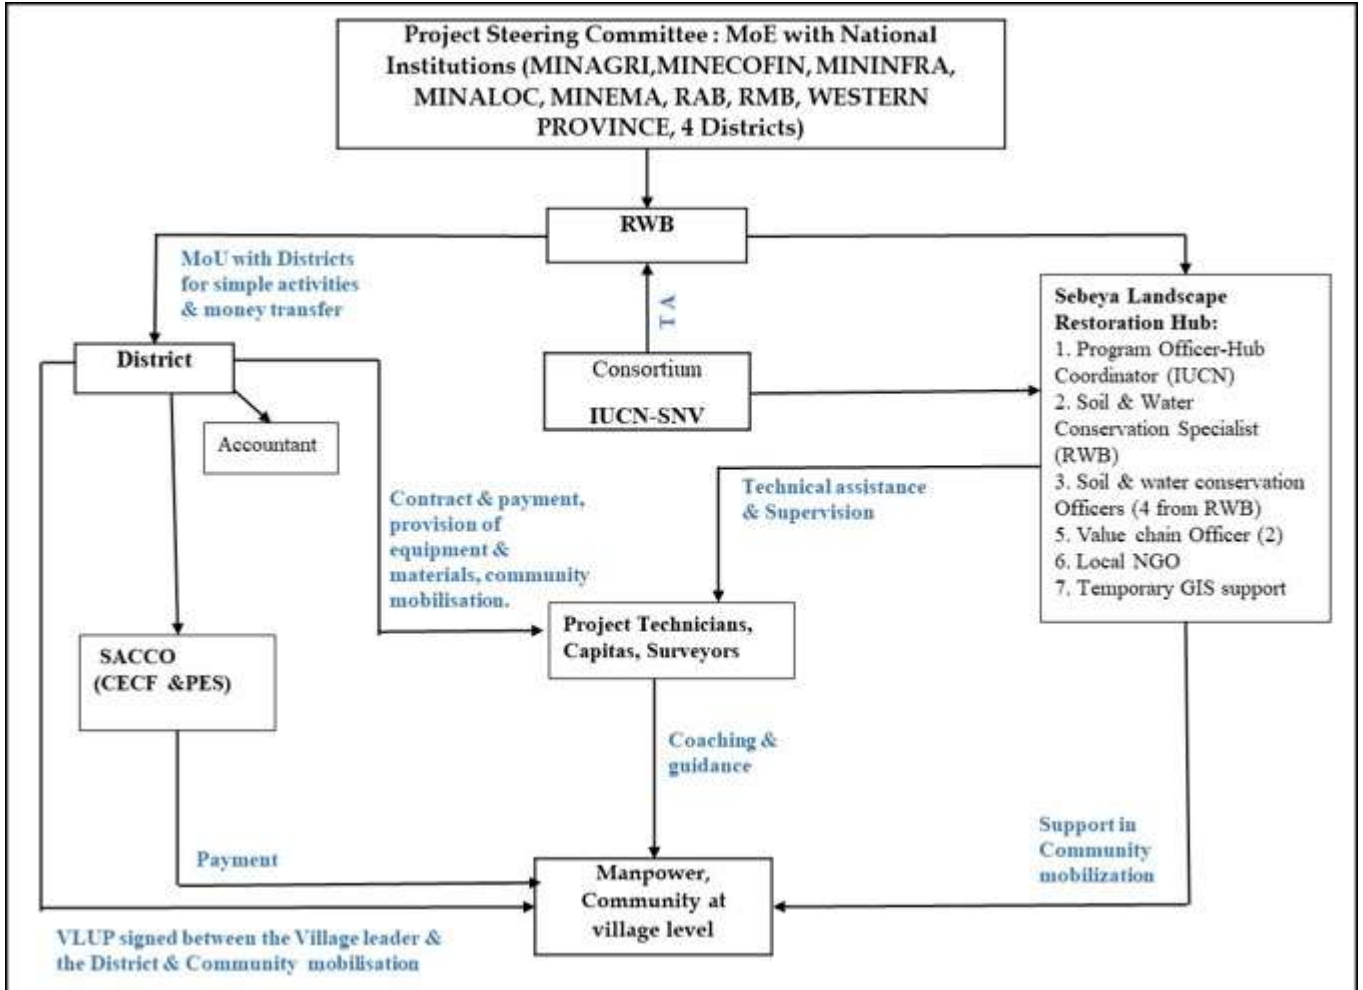 Project Steering Committee : MoE with National
Institutions (MINAGRI,MINECOFIN, MININFRA,
MINALOC, MINEMA, RAB, RMB, WESTERN
PROVINCE, 4 Districts)
RWB
MoU with Districts
for simple activities
& money transfer
TA
Sebeya Landscape
Restoration Hub:
1. Program Officer-Hub
Coordinator (IUCN)
2. Soil & Water
Conservation Specialist
(RWB)
3. Soil & water conservation
Officers (4 from RWB)
5. Value chain Officer (2)
6. Local NGO
7. Temporary GIS support
District
Consortium
IUCN-SNV
Accountant
Contract & payment,
provision of
equipment &
materials, community
mobilisation.
Technical assistance
& Supervision
Project Technicians,
Capitas, Surveyors
SACCO
(CECF &PES)
Coaching &
guidance
Payment
Support in
Community
mobilization
Manpower,
Community at
village level
VLUP signed between the Village leader &
the District & Community mobilisation